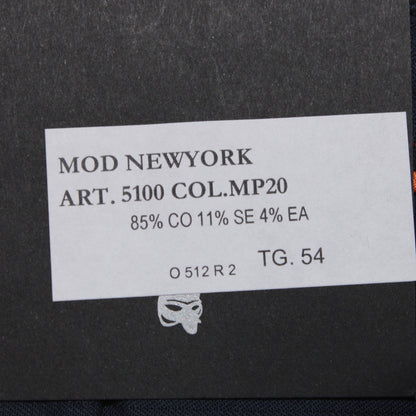 MOD NEWYORK
ART. 5100 COL.MP20
85% CO 11% SE 4% EA
O 512 R 2 TG. 54